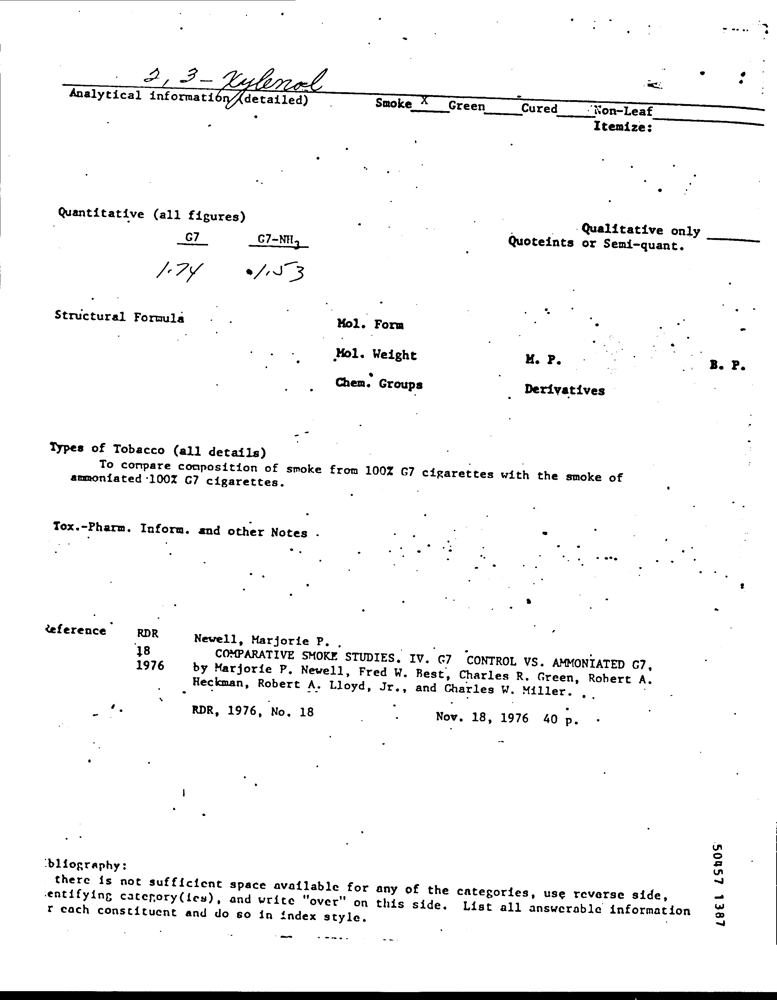 2, 3 - Xylenol
Analytical information (detailed) Smoke X Green Cured Non-Leaf
Itemize:
Quantitative (all figures) Qualitative only
G7 G7-NH3 Quoteints or Semi-quant.
1.74 1.53
Structural Formula Mol. Form
Mol. Weight M. P. B. P.
Chem. Groups Derivatives
Types of Tobacco (all details)
To compare composition of smoke from 100% G7 cigarettes with the smoke of
ammoniated 100% G7 cigarettes.
Tox.-Pharm. Inform. and other Notes
eference RDR Newell, Marjorie P.
18 COMPARATIVE SMOKE STUDIES. IV. G7 CONTROL VS. AMMONIATED G7,
1976 by Marjorie P. Newell, Fred W. Best, Charles R. Green, Robert A.
Heckman, Robert A. Lloyd, Jr., and Charles W. Miller.
RDR, 1976, No. 18 Nov. 18, 1976 40 p.
bliography:
there is not sufficient space available for any of the categories, use reverse side,
entifying category(ies), and write "over" on this side. List all answerable information
r each constituent and do so in index style.
50457 1387